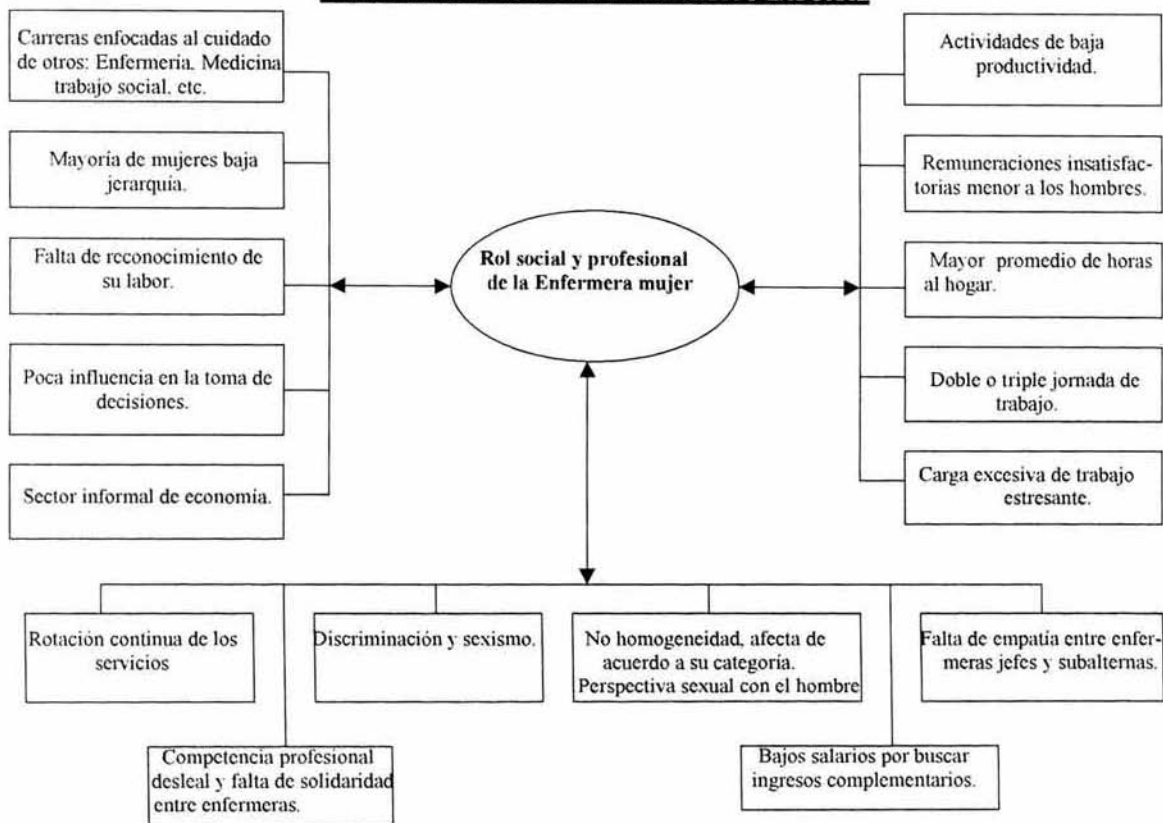 Carreras enfocadas al cuidado
de otros: Enfermería. Medicina
trabajo social. etc.
Mayoría de mujeres baja
jerarquía.
Falta de reconocimiento de
su labor.
Poca influencia en la toma de
decisiones.
Sector informal de economía.
Rol social y profesional
de la Enfermera mujer
Actividades de baja
productividad.
Remuneraciones insatisfac-
torias menor a los hombres.
Mayor promedio de horas
al hogar.
Doble o triple jornada de
trabajo.
Carga excesiva de trabajo
estresante.
Rotación continua de los
servicios
Discriminación y sexismo.
No homogeneidad, afecta de
acuerdo a su categoría.
Perspectiva sexual con el hombre
Falta de empatía entre enfer-
meras jefes y subalternas.
Competencia profesional
desleal y falta de solidaridad
entre enfermeras.
Bajos salarios por buscar
ingresos complementarios.